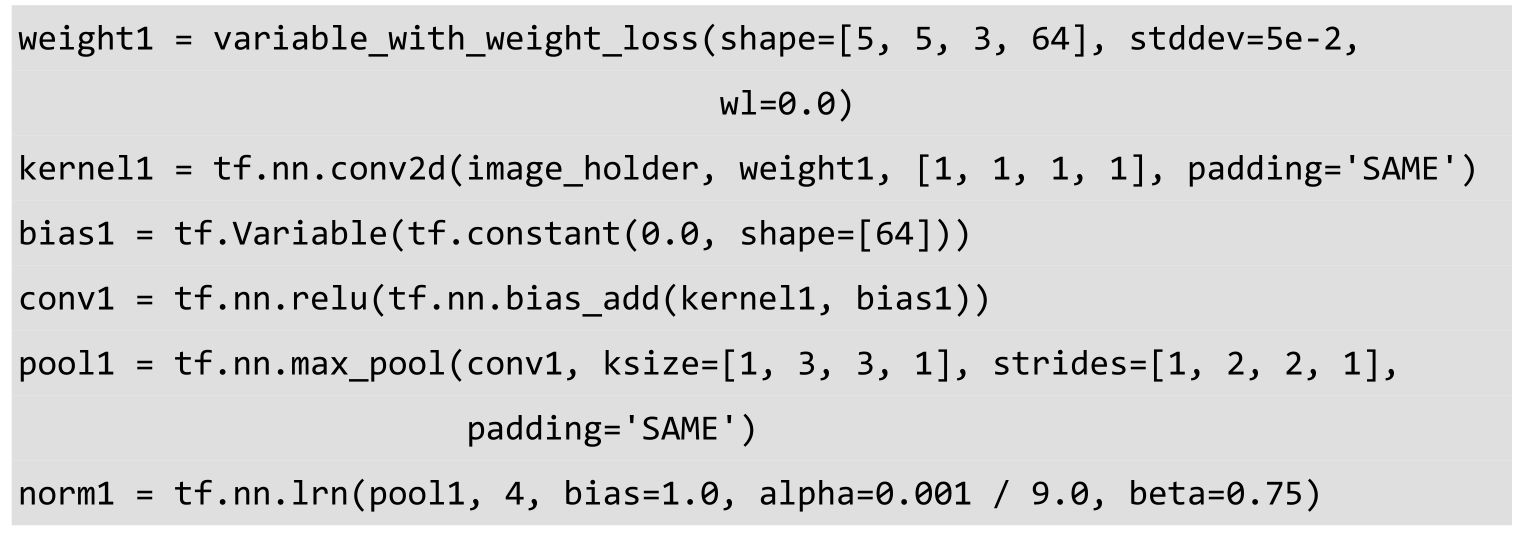 weight1 = variable_with_weight_loss(shape=[5, 5, 3, 64], stddev=5e-2,
wl=0.0)
kernel1 = tf.nn.conv2d(image_holder, weight1, [1, 1, 1, 1], padding='SAME')
bias1 = tf.Variable(tf.constant(0.0, shape=[64]))
conv1 = tf.nn.relu(tf.nn.bias_add(kernel1, bias1))
pool1 = tf.nn.max_pool(conv1, ksize=[1, 3, 3, 1], strides=[1, 2, 2, 1],
padding='SAME')
norm1 = tf.nn.lrn(pool1, 4, bias=1.0, alpha=0.001 / 9.0, beta=0.75)